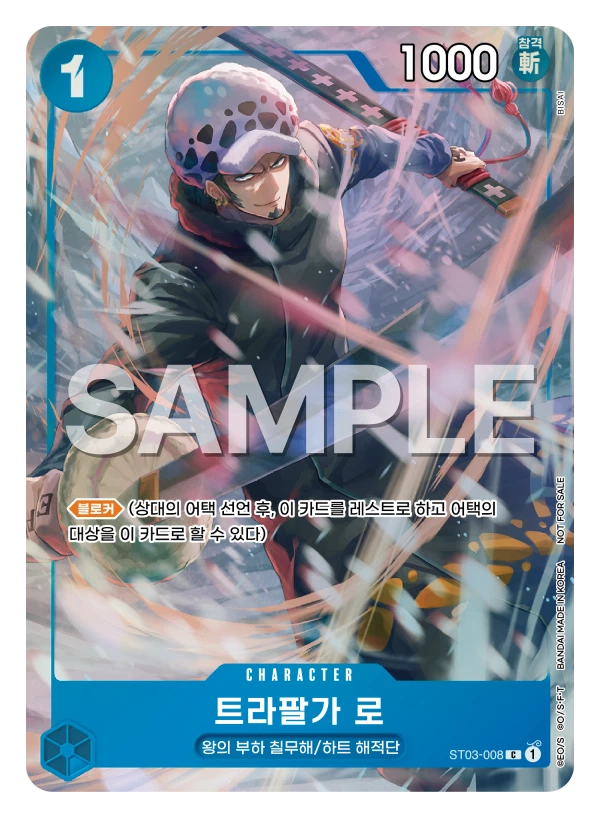 1
1000
참격
斬
BISAI
SAMPLE
블로커 (상대의 어택 선언 후, 이 카드를 레스트로 하고 어택의
대상을 이 카드로 할 수 있다)
CHARACTER
트라팔가 로
왕의 부하 칠무해/하트 해적단
ST03-008 C 1
©EO/S ©O/S·F·T BANDAI MADE IN KOREA NOT FOR SALE